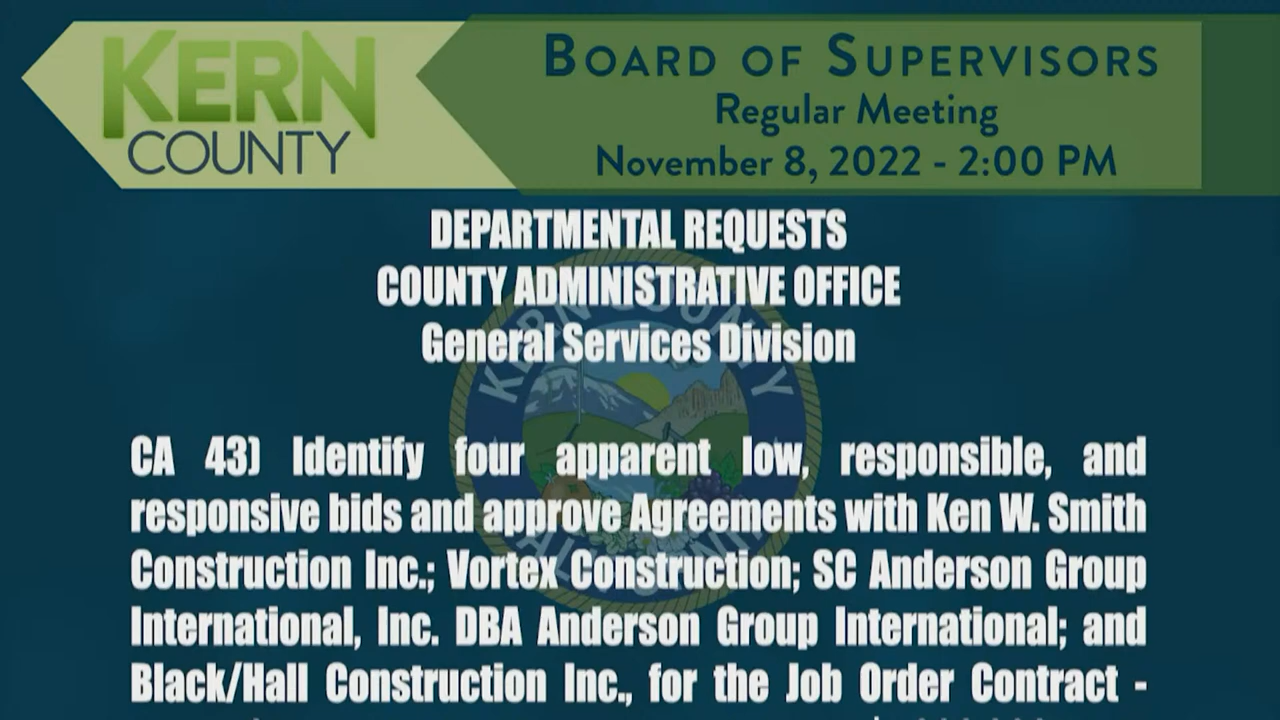 KERN
COUNTY
BOARD OF SUPERVISORS
Regular Meeting
November 8, 2022 - 2:00 PM
DEPARTMENTAL REQUESTS
COUNTY ADMINISTRATIVE OFFICE
General Services Division
KERN COUNTY
CA 43) Identify four apparent low, responsible, and
responsive bids and approve Agreements with Ken W. Smith
Construction Inc.; Vortex Construction; SC Anderson Group
International, Inc. DBA Anderson Group International; and
Black/Hall Construction Inc., for the Job Order Contract -